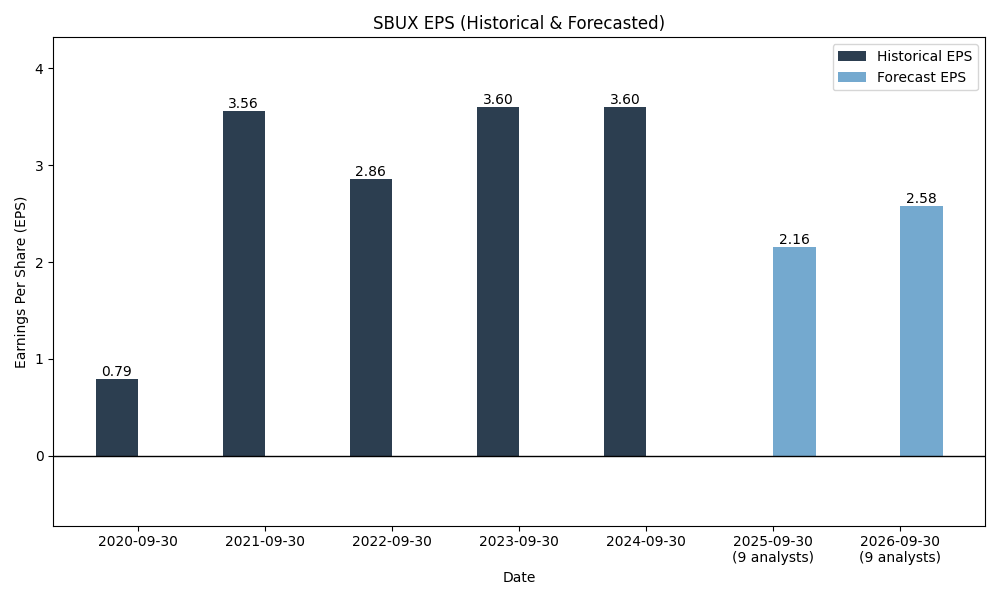 SBUX EPS (Historical & Forecasted)
Historical EPS
Forecast EPS
Earnings Per Share (EPS)
4
3
2
1
0
0.79
3.56
2.86
3.60
3.60
2.16
2.58
2020-09-30
2021-09-30
2022-09-30
2023-09-30
2024-09-30
2025-09-30
(9 analysts)
2026-09-30
(9 analysts)
Date